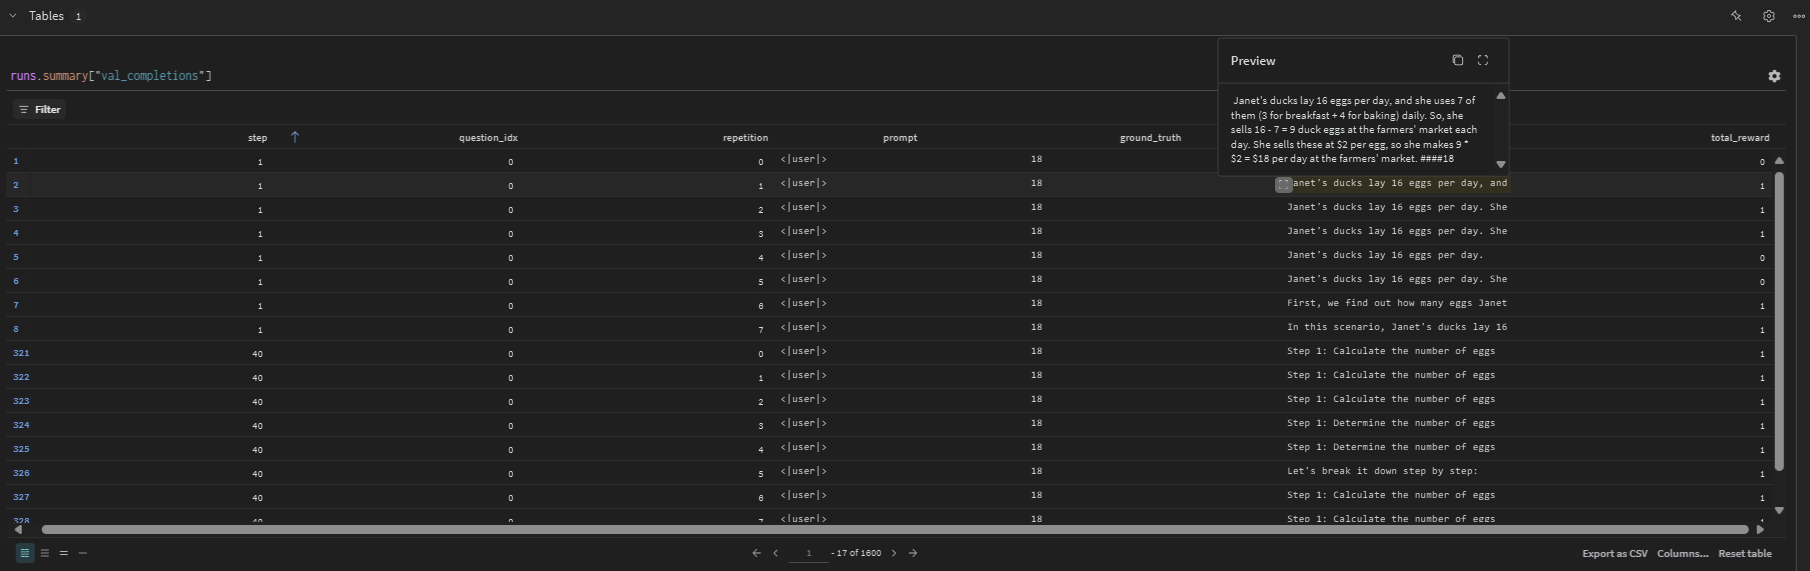 Tables 1
Preview
runs.summary["val_completions"]
Janet's ducks lay 16 eggs per day, and she uses 7 of
them (3 for breakfast + 4 for baking) daily. So, she
sells 16 - 7 = 9 duck eggs at the farmers' market each
day. She sells these at $2 per egg, so she makes 9 *
$2 = $18 per day at the farmers' market. ####18
Filter
step question_idx repetition prompt ground_truth total_reward
1 1 0 0 <|user|> 18 0
2 1 0 1 <|user|> 18 anet's ducks lay 16 eggs per day, and 1
3 1 0 2 <|user|> 18 Janet's ducks lay 16 eggs per day. She 1
4 1 0 3 <|user|> 18 Janet's ducks lay 16 eggs per day. She 1
5 1 0 4 <|user|> 18 Janet's ducks lay 16 eggs per day. 0
6 1 0 5 <|user|> 18 Janet's ducks lay 16 eggs per day. She 0
7 1 0 6 <|user|> 18 First, we find out how many eggs Janet 1
8 1 0 7 <|user|> 18 In this scenario, Janet's ducks lay 16 1
321 40 0 0 <|user|> 18 Step 1: Calculate the number of eggs 1
322 40 0 1 <|user|> 18 Step 1: Calculate the number of eggs 1
323 40 0 2 <|user|> 18 Step 1: Calculate the number of eggs 1
324 40 0 3 <|user|> 18 Step 1: Determine the number of eggs 1
325 40 0 4 <|user|> 18 Step 1: Determine the number of eggs 1
326 40 0 5 <|user|> 18 Let's break it down step by step: 1
327 40 0 6 <|user|> 18 Step 1: Calculate the number of eggs 1
328 40 0 7 <|user|> 18 Step 1: Calculate the number of eggs
1 - 17 of 1600 Export as CSV Columns... Reset table